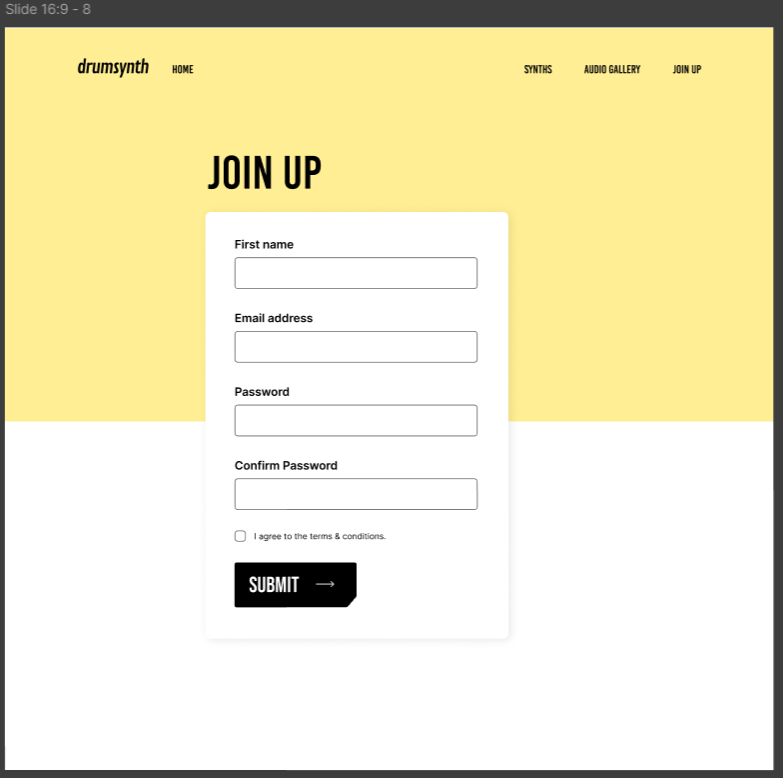 Slide 16:9 - 8
drumsynth HOME SYNTHS AUDIO GALLERY JOIN UP
JOIN UP
First name
Email address
Password
Confirm Password
I agree to the terms & conditions.
SUBMIT